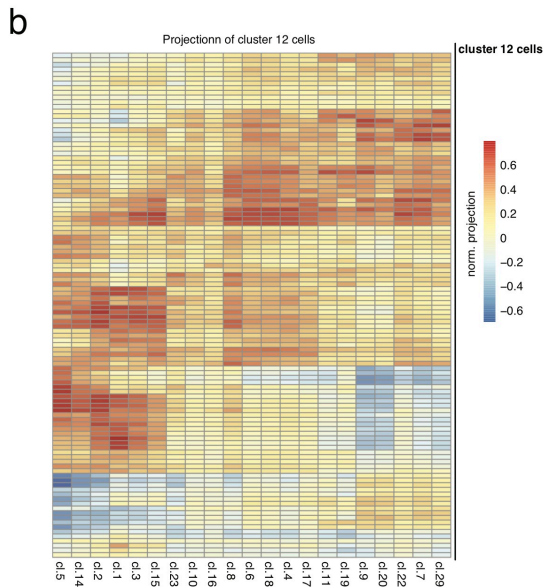 b
Projectionn of cluster 12 cells
cluster 12 cells
0.6
0.4
0.2
0
−0.2
−0.4
−0.6
norm. projection
cl.5
cl.14
cl.2
cl.1
cl.3
cl.15
cl.23
cl.10
cl.16
cl.8
cl.6
cl.18
cl.4
cl.17
cl.11
cl.19
cl.9
cl.20
cl.22
cl.7
cl.29